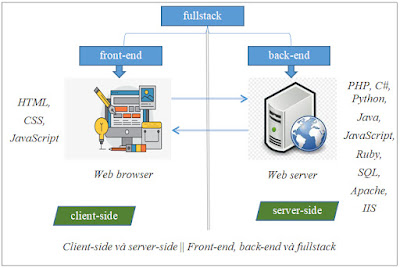 fullstack
front-end
back-end
HTML,
CSS,
JavaScript
PHP, C#,
Python,
Java,
JavaScript,
Ruby,
SQL,
Apache,
IIS
Web browser
Web server
client-side
server-side
Client-side và server-side || Front-end, back-end và fullstack